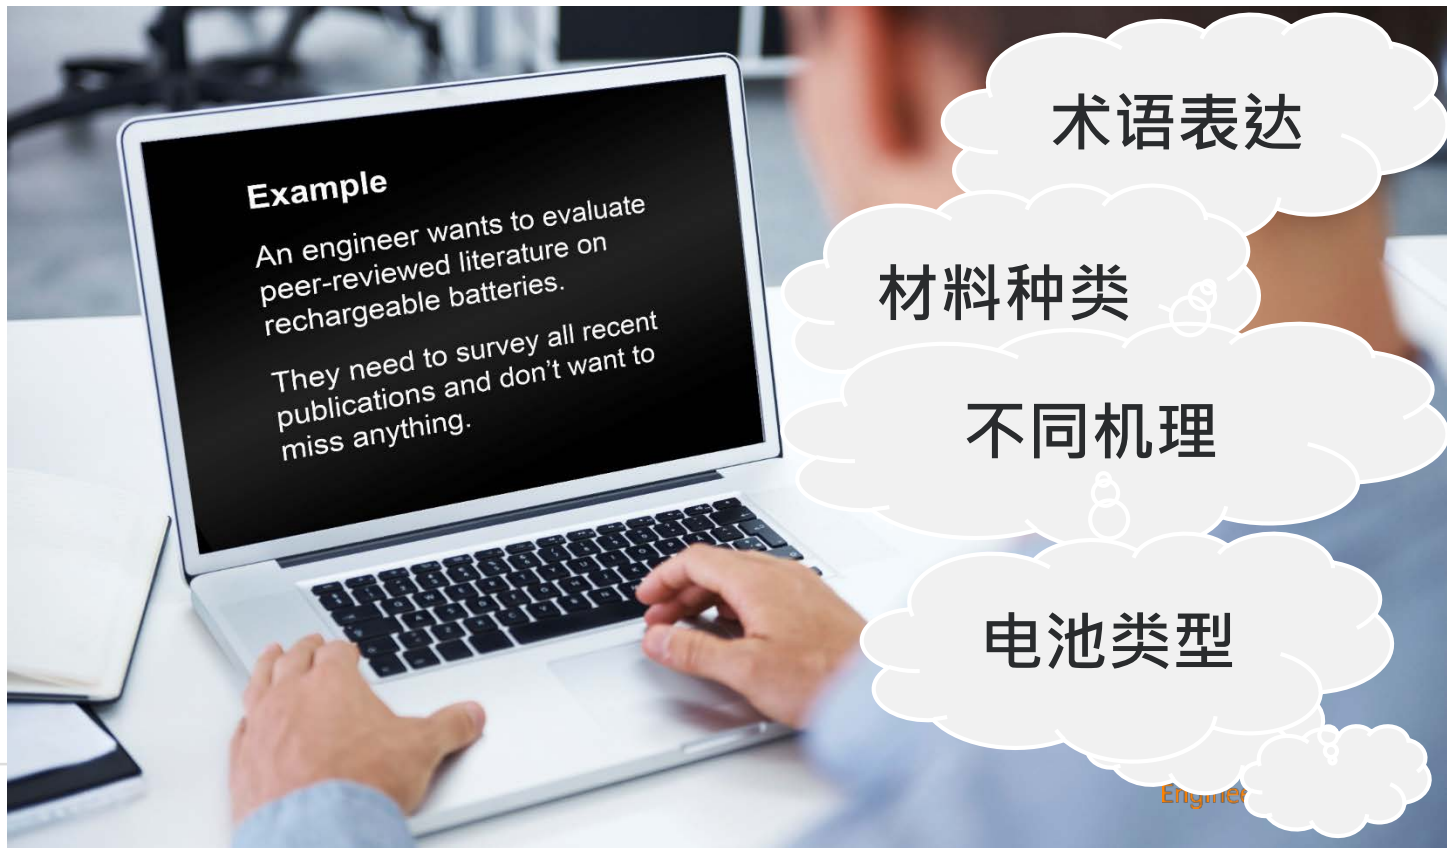 Example
An engineer wants to evaluate
peer-reviewed literature on
rechargeable batteries.
They need to survey all recent
publications and don't want to
miss anything.
术语表达
材料种类
不同机理
电池类型